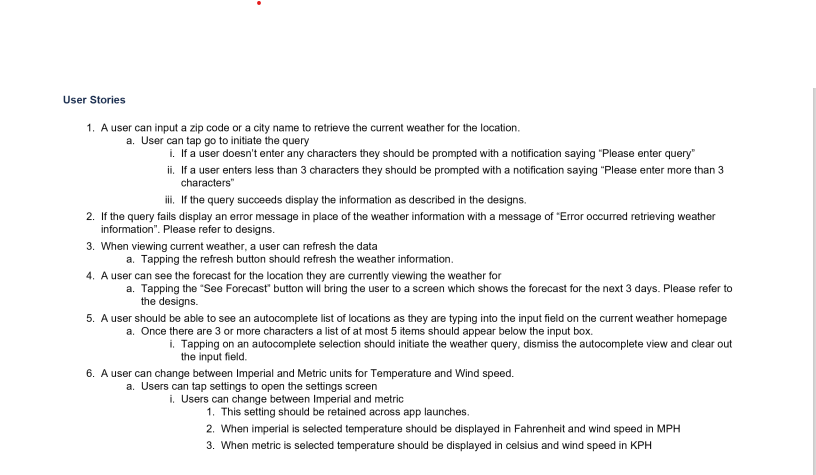 User Stories
1. A user can input a zip code or a city name to retrieve the current weather for the location.
a. User can tap go to initiate the query
i. If a user doesn’t enter any characters they should be prompted with a notification saying “Please enter query”
ii. If a user enters less than 3 characters they should be prompted with a notification saying “Please enter more than 3
characters”
iii. If the query succeeds display the information as described in the designs.
2. If the query fails display an error message in place of the weather information with a message of “Error occurred retrieving weather
information”. Please refer to designs.
3. When viewing current weather, a user can refresh the data
a. Tapping the refresh button should refresh the weather information.
4. A user can see the forecast for the location they are currently viewing the weather for
a. Tapping the “See Forecast” button will bring the user to a screen which shows the forecast for the next 3 days. Please refer to
the designs.
5. A user should be able to see an autocomplete list of locations as they are typing into the input field on the current weather homepage
a. Once there are 3 or more characters a list of at most 5 items should appear below the input box.
i. Tapping on an autocomplete selection should initiate the weather query, dismiss the autocomplete view and clear out
the input field.
6. A user can change between Imperial and Metric units for Temperature and Wind speed.
a. Users can tap settings to open the settings screen
i. Users can change between Imperial and metric
1. This setting should be retained across app launches.
2. When imperial is selected temperature should be displayed in Fahrenheit and wind speed in MPH
3. When metric is selected temperature should be displayed in celsius and wind speed in KPH